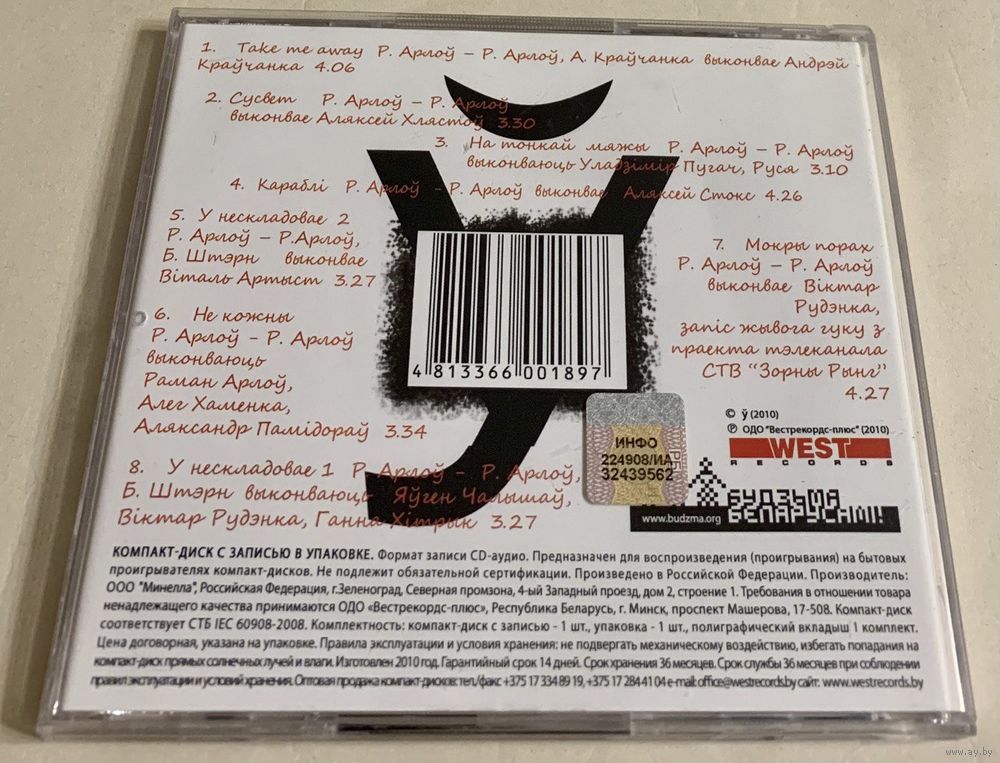 1. Take me away Р. Арлоў – Р. Арлоў, А. Краўчанка выконвае Андрэй
Краўчанка 4.06
2. Сусвет Р. Арлоў – Р. Арлоў
выконвае Аляксей Хлястоў 3.30
3. На тонкай мяжы Р. Арлоў – Р. Арлоў
выконваюць Уладзімір Пугач, Руся 3.10
4. Караблі Р. Арлоў - Р. Арлоў выконвае Аляксей Стокс 4.26
5. У нескладовае 2
Р. Арлоў – Р.Арлоў,
Б. Штэрн выконвае
Віталь Артыст 3.27
6. Не кожны
Р. Арлоў - Р. Арлоў
выконваюць
Раман Арлоў,
Алег Хаменка,
Аляксандр Памідораў 3.34
7. Мокры порах
Р. Арлоў – Р. Арлоў
выконвае Віктар
Рудэнка,
запіс жывога гуку з
праекта тэлеканала
СТВ "Зорны Рынг"
4.27
8. У нескладовае 1 Р. Арлоў - Р. Арлоў,
Б. Штэрн выконваюць Яўген Чалышаў,
Віктар Рудэнка, Ганна Хітрык 3.27
ў
4 813366 001897
© ў (2010)
℗ ОДО "Вестрекордс-плюс" (2010)
WEST
RECORDS
ИНФО
224908/ИА
32439562
БУДЗЬМА
БЕЛАРУСАМІ!
www.budzma.org
КОМПАКТ-ДИСК С ЗАПИСЬЮ В УПАКОВКЕ. Формат записи CD-аудио. Предназначен для воспроизведения (проигрывания) на бытовых
проигрывателях компакт-дисков. Не подлежит обязательной сертификации. Произведено в Российской Федерации. Производитель:
ООО "Минелла", Российская Федерация, г.Зеленоград, Северная промзона, 4-ый Западный проезд, дом 2, строение 1. Требования в отношении товара
ненадлежащего качества принимаются ОДО «Вестрекордс-плюс», Республика Беларусь, г. Минск, проспект Машерова, 17-508. Компакт-диск
соответствует СТБ IEC 60908-2008. Комплектность: компакт-диск с записью - 1 шт., упаковка - 1 шт., полиграфический вкладыш 1 комплект.
Цена договорная, указана на упаковке. Правила эксплуатации и условия хранения: не подвергать механическому воздействию, избегать попадания на
компакт-диск прямых солнечных лучей и влаги. Изготовлен 2010 год. Гарантийный срок 14 дней. Срок хранения 36 месяцев. Срок службы 36 месяцев при соблюдении
правил эксплуатации и условий хранения. Оптовая продажа компакт-дисков: тел./факс +375 17 334 89 19, +375 17 284 41 04 e-mail: office@westrecords.by сайт: www.westrecords.by
www.ay.by